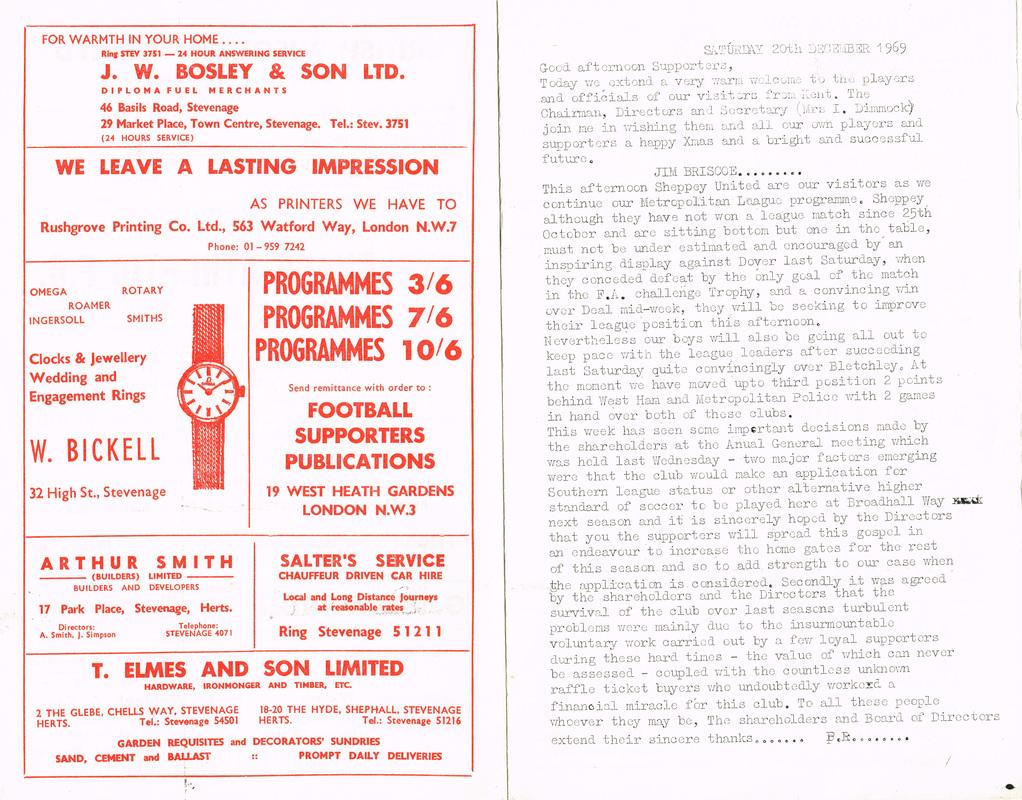 FOR WARMTH IN YOUR HOME ....
Ring STEV 3751 — 24 HOUR ANSWERING SERVICE
J. W. BOSLEY & SON LTD.
DIPLOMA FUEL MERCHANTS
46 Basils Road, Stevenage
29 Market Place, Town Centre, Stevenage. Tel.: Stev. 3751
(24 HOURS SERVICE)
WE LEAVE A LASTING IMPRESSION
AS PRINTERS WE HAVE TO
Rushgrove Printing Co. Ltd., 563 Watford Way, London N.W.7
Phone: 01-959 7242
OMEGA ROTARY
ROAMER
INGERSOLL SMITHS
Clocks & Jewellery
Wedding and
Engagement Rings
W. BICKELL
32 High St., Stevenage
PROGRAMMES 3/6
PROGRAMMES 7/6
PROGRAMMES 10/6
Send remittance with order to :
FOOTBALL
SUPPORTERS
PUBLICATIONS
19 WEST HEATH GARDENS
LONDON N.W.3
ARTHUR SMITH
(BUILDERS) LIMITED
BUILDERS AND DEVELOPERS
17 Park Place, Stevenage, Herts.
Directors: Telephone:
A. Smith, J. Simpson STEVENAGE 4071
SALTER'S SERVICE
CHAUFFEUR DRIVEN CAR HIRE
Local and Long Distance Journeys
at reasonable rates
Ring Stevenage 51211
T. ELMES AND SON LIMITED
HARDWARE, IRONMONGER AND TIMBER, ETC.
2 THE GLEBE, CHELLS WAY, STEVENAGE 18-20 THE HYDE, SHEPHALL, STEVENAGE
HERTS. Tel.: Stevenage 54501 HERTS. Tel.: Stevenage 51216
GARDEN REQUISITES and DECORATORS' SUNDRIES
SAND, CEMENT and BALLAST :: PROMPT DAILY DELIVERIES
SATURDAY 20th DECEMBER 1969
Good afternoon Supporters,
Today we extend a very warm welcome to the players
and officials of our visitors from Kent. The
Chairman, Directors and Secretary (Mrs I. Dimmock)
join me in wishing them and all our own players and
supporters a happy Xmas and a bright and successful
future.
JIM BRISCOE.........
This afternoon Sheppey United are our visitors as we
continue our Metropolitan League programme. Sheppey
although they have not won a league match since 25th
October and are sitting bottom but one in the table,
must not be under estimated and encouraged by an
inspiring display against Dover last Saturday, when
they conceded defeat by the only goal of the match
in the F.A. challenge Trophy, and a convincing win
over Deal mid-week, they will be seeking to improve
their league position this afternoon.
Nevertheless our boys will also be going all out to
keep pace with the league leaders after succeeding
last Saturday quite convincingly over Bletchley. At
the moment we have moved upto third position 2 points
behind West Ham and Metropolitan Police with 2 games
in hand over both of these clubs.
This week has seen some important decisions made by
the shareholders at the Anual General meeting which
was held last Wednesday - two major factors emerging
were that the club would make an application for
Southern league status or other alternative higher
standard of soccer to be played here at Broadhall Way
next season and it is sincerely hoped by the Directors
that you the supporters will spread this gospel in
an endeavour to increase the home gates for the rest
of this season and so to add strength to our case when
the application is considered. Secondly it was agreed
by the shareholders and the Directors that the
survival of the club over last seasons turbulent
problems were mainly due to the insurmountable
voluntary work carried out by a few loyal supporters
during these hard times - the value of which can never
be assessed - coupled with the countless unknown
raffle ticket buyers who undoubtedly worked a
financial miracle for this club. To all these people
whoever they may be, The shareholders and Board of Directors
extend their sincere thanks....... F.R.........